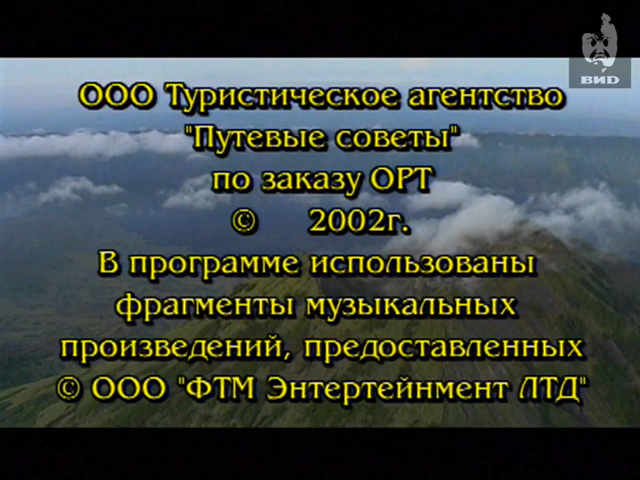 ВИD
ООО Туристическое агентство
"Путевые советы"
по заказу ОРТ
© 2002г.
В программе использованы
фрагменты музыкальных
произведений, предоставленных
© ООО "ФТМ Энтертейнмент ЛТД"